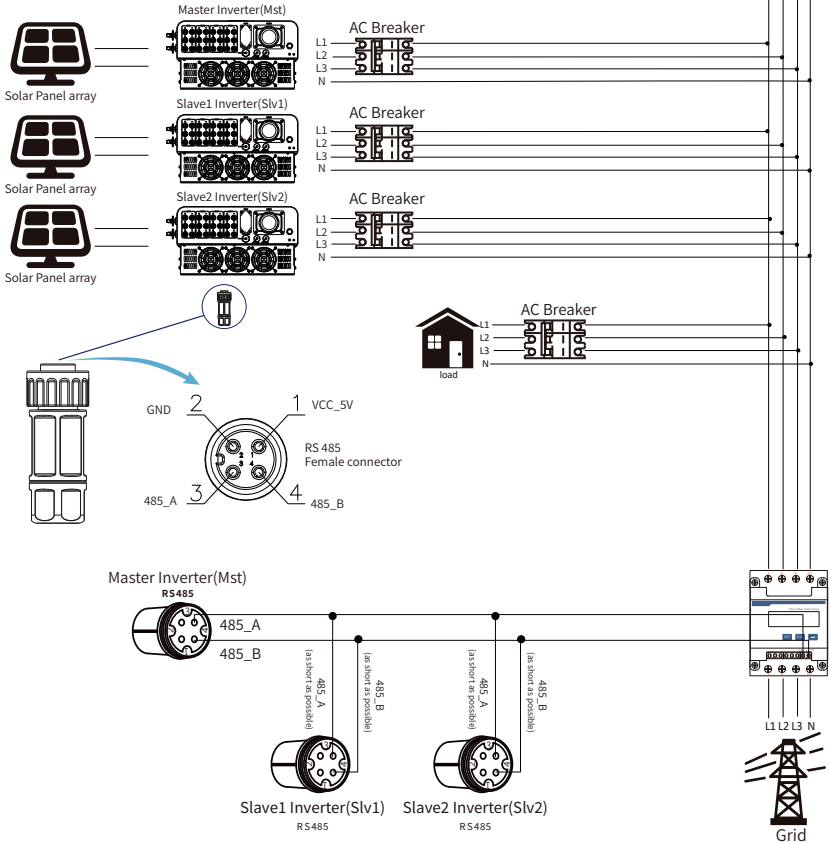 Master Inverter(Mst)
AC Breaker
L1
L2
L3
N
Solar Panel array
Slave1 Inverter(Slv1)
AC Breaker
L1
L2
L3
N
Solar Panel array
Slave2 Inverter(Slv2)
AC Breaker
L1
L2
L3
N
Solar Panel array
AC Breaker
L1
L2
L3
N
load
GND
2
1
VCC_5V
2
1
3
4
RS 485
Female connector
485_A
3
4
485_B
Master Inverter(Mst)
RS485
485_A
485_B
485_A
(as short as possible)
485_B
(as short as possible)
485_A
(as short as possible)
485_B
(as short as possible)
L1 L2 L3 N
Slave1 Inverter(Slv1)
RS485
Slave2 Inverter(Slv2)
RS485
Grid